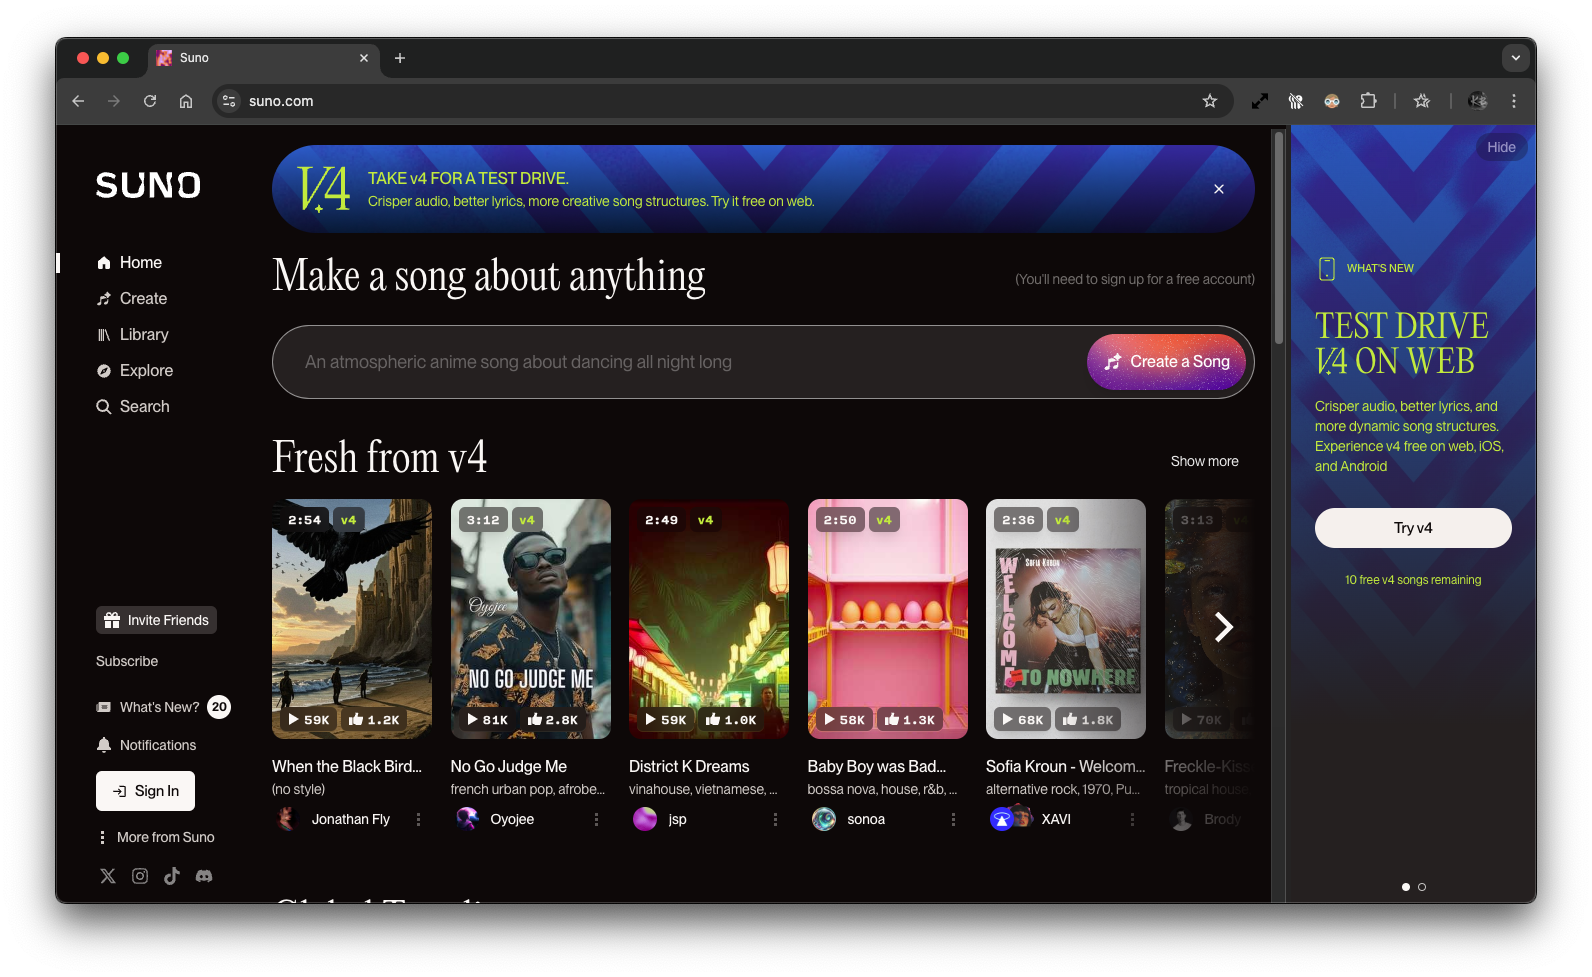 Suno
suno.com
SUNO
Home
Create
Library
Explore
Search
Invite Friends
Subscribe
What's New? 20
Notifications
Sign In
More from Suno
V4
TAKE v4 FOR A TEST DRIVE.
Crisper audio, better lyrics, more creative song structures. Try it free on web.
Make a song about anything
(You'll need to sign up for a free account)
An atmospheric anime song about dancing all night long
Create a Song
Fresh from v4
Show more
2:54 v4
59K 1.2K
When the Black Bird...
(no style)
Jonathan Fly
3:12 v4
Oyojee
NO GO JUDGE ME
81K 2.8K
No Go Judge Me
french urban pop, afrobe...
Oyojee
2:49 v4
59K 1.0K
District K Dreams
vinahouse, vietnamese, ...
jsp
2:50 v4
58K 1.3K
Baby Boy was Bad...
bossa nova, house, r&b, ...
sonoa
2:36 v4
SOFIA KROUN
WELCOME
TO NOWHERE
68K 1.8K
Sofia Kroun - Welcom...
alternative rock, 1970, Pu...
XAVI
3:13 v4
70K
Freckle-Kiss
tropical house
Brody
Hide
WHAT'S NEW
TEST DRIVE
V4 ON WEB
Crisper audio, better lyrics, and
more dynamic song structures.
Experience v4 free on web, iOS,
and Android
Try v4
10 free v4 songs remaining